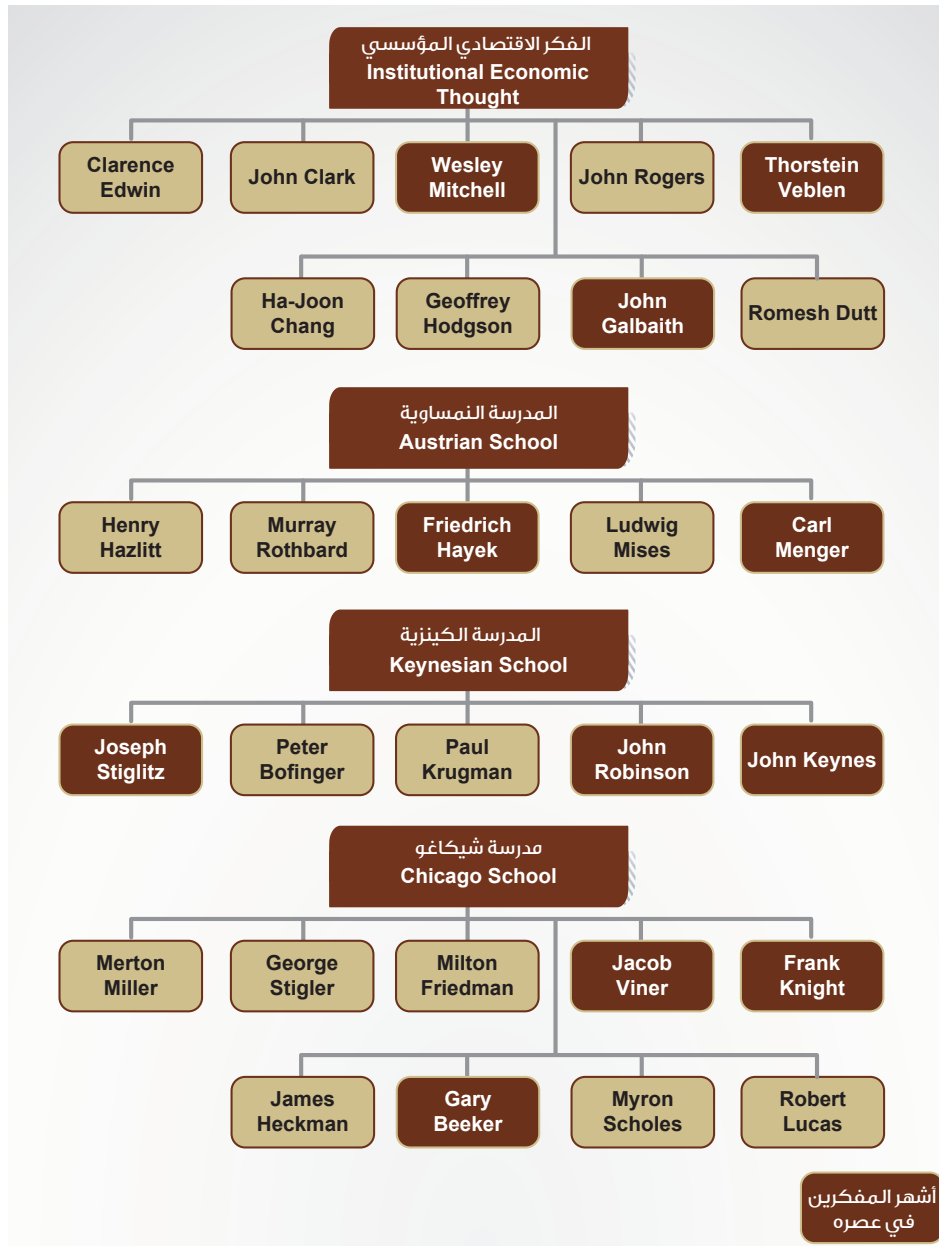 الفكر الاقتصادي المؤسسي
Institutional Economic
Thought
Clarence
Edwin
John Clark
Wesley
Mitchell
John Rogers
Thorstein
Veblen
Ha-Joon
Chang
Geoffrey
Hodgson
John
Galbaith
Romesh Dutt
المدرسة النمساوية
Austrian School
Henry
Hazlitt
Murray
Rothbard
Friedrich
Hayek
Ludwig
Mises
Carl
Menger
المدرسة الكينزية
Keynesian School
Joseph
Stiglitz
Peter
Bofinger
Paul
Krugman
John
Robinson
John Keynes
مدرسة شيكاغو
Chicago School
Merton
Miller
George
Stigler
Milton
Friedman
Jacob
Viner
Frank
Knight
James
Heckman
Gary
Beeker
Myron
Scholes
Robert
Lucas
أشهر المفكرين
في عصره